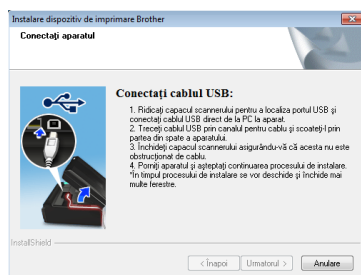 Instalare dispozitiv de imprimare Brother
Conectaţi aparatul
Conectaţi cablul USB:
1. Ridicaţi capacul scannerului pentru a localiza portul USB şi
conectaţi cablul USB direct de la PC la aparat.
2. Treceţi cablul USB prin canalul pentru cablu şi scoateţi-l prin
partea din spate a aparatului.
3. Închideţi capacul scannerului asigurându-vă că acesta nu este
obstrucţionat de cablu.
4. Porniţi aparatul şi aşteptaţi continuarea procesului de instalare.
*În timpul procesului de instalare se vor deschide şi închide mai
multe ferestre.
InstallShield
< Înapoi
Urmatorul >
Anulare